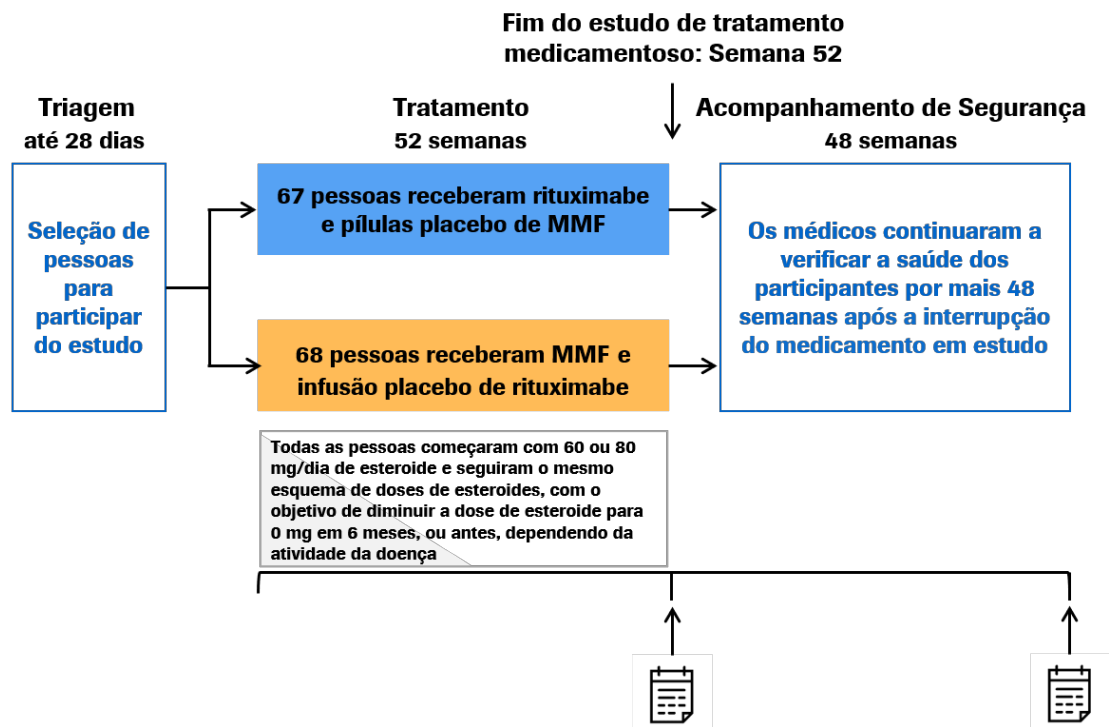 Fim do estudo de tratamento
medicamentoso: Semana 52
Triagem
até 28 dias
Tratamento
52 semanas
Acompanhamento de Segurança
48 semanas
Seleção de
pessoas
para
participar
do estudo
67 pessoas receberam rituximabe
e pílulas placebo de MMF
68 pessoas receberam MMF e
infusão placebo de rituximabe
Os médicos continuaram a
verificar a saúde dos
participantes por mais 48
semanas após a interrupção
do medicamento em estudo
Todas as pessoas começaram com 60 ou 80
mg/dia de esteroide e seguiram o mesmo
esquema de doses de esteroides, com o
objetivo de diminuir a dose de esteroide para
0 mg em 6 meses, ou antes, dependendo da
atividade da doença